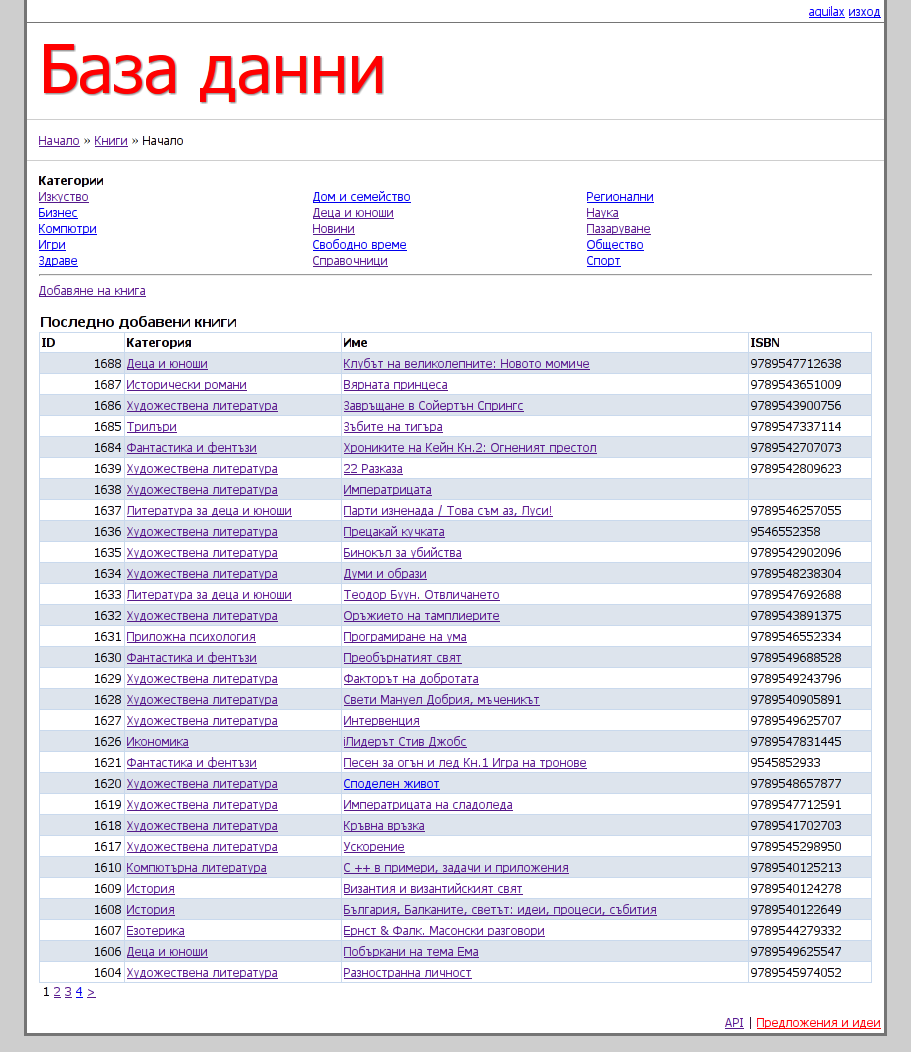 aquilax изход
База данни
Начало » Книги » Начало
Категории
Изкуство Дом и семейство Регионални
Бизнес Деца и юноши Наука
Компютри Новини Пазаруване
Игри Свободно време Общество
Здраве Справочници Спорт
Добавяне на книга
Последно добавени книги
ID Категория Име ISBN
1688 Деца и юноши Клубът на великолепните: Новото момиче 9789547712638
1687 Исторически романи Вярната принцеса 9789543651009
1686 Художествена литература Завръщане в Сойертън Спрингс 9789543900756
1685 Трилъри Зъбите на тигъра 9789547337114
1684 Фантастика и фентъзи Хрониките на Кейн Кн.2: Огненият престол 9789542707073
1639 Художествена литература 22 Разказа 9789542809623
1638 Художествена литература Императрицата
1637 Литература за деца и юноши Парти изненада / Това съм аз, Луси! 9789546257055
1636 Художествена литература Прецакай кучката 9546552358
1635 Художествена литература Бинокъл за убийства 9789542902096
1634 Художествена литература Думи и образи 9789548238304
1633 Литература за деца и юноши Теодор Буун. Отвличането 9789547692688
1632 Художествена литература Оръжието на тамплиерите 9789543891375
1631 Приложна психология Програмиране на ума 9789546552334
1630 Фантастика и фентъзи Преобърнатият свят 9789549688528
1629 Художествена литература Факторът на добротата 9789549243796
1628 Художествена литература Свети Мануел Добрия, мъченикът 9789540905891
1627 Художествена литература Интервенция 9789549625707
1626 Икономика iЛидерът Стив Джобс 9789547831445
1621 Фантастика и фентъзи Песен за огън и лед Кн.1 Игра на тронове 9545852933
1620 Художествена литература Споделен живот 9789548657877
1619 Художествена литература Императрицата на сладоледа 9789547712591
1618 Художествена литература Кръвна връзка 9789541702703
1617 Художествена литература Ускорение 9789545298950
1610 Компютърна литература C ++ в примери, задачи и приложения 9789540125213
1609 История Византия и византийският свят 9789540124278
1608 История България, Балканите, светът: идеи, процеси, събития 9789540122649
1607 Езотерика Ернст & Фалк. Масонски разговори 9789544279332
1606 Деца и юноши Побъркани на тема Ема 9789549625547
1604 Художествена литература Разностранна личност 9789545974052
1 2 3 4 >
API | Предложения и идеи